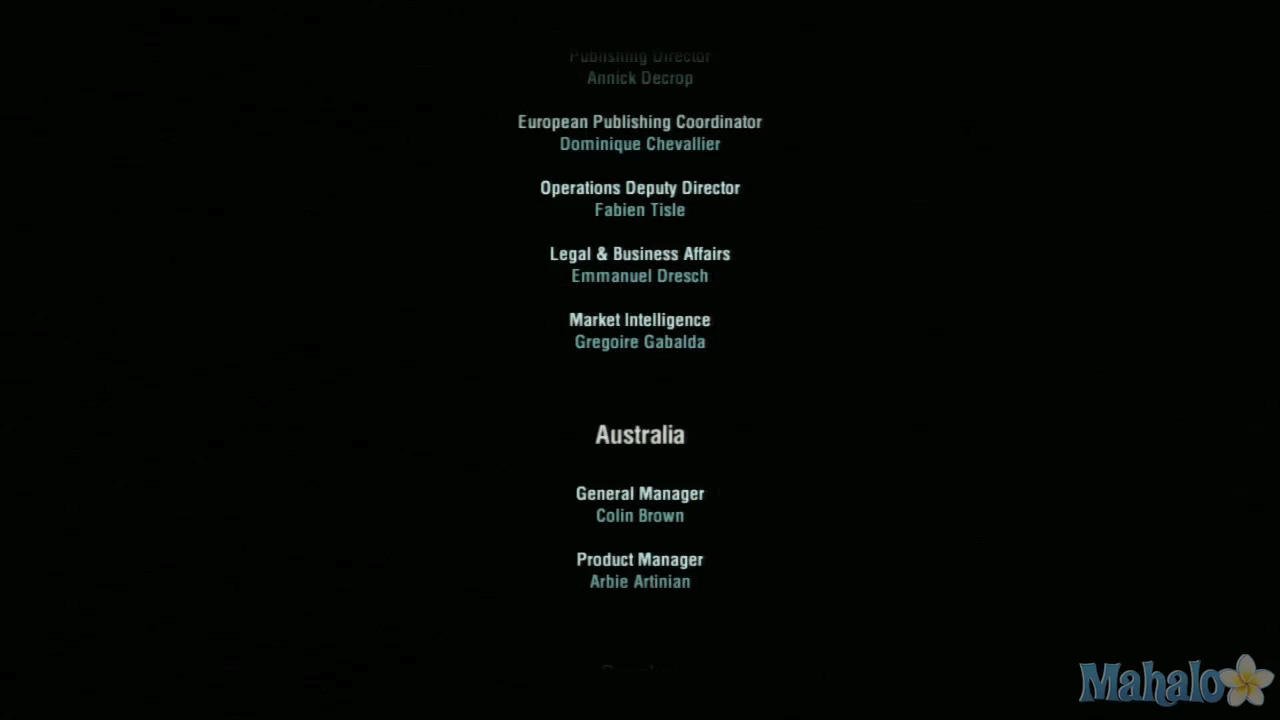 Publishing Director
Annick Decrop
European Publishing Coordinator
Dominique Chevallier
Operations Deputy Director
Fabien Tisle
Legal & Business Affairs
Emmanuel Dresch
Market Intelligence
Gregoire Gabalda
Australia
General Manager
Colin Brown
Product Manager
Arbie Artinian
Mahalo